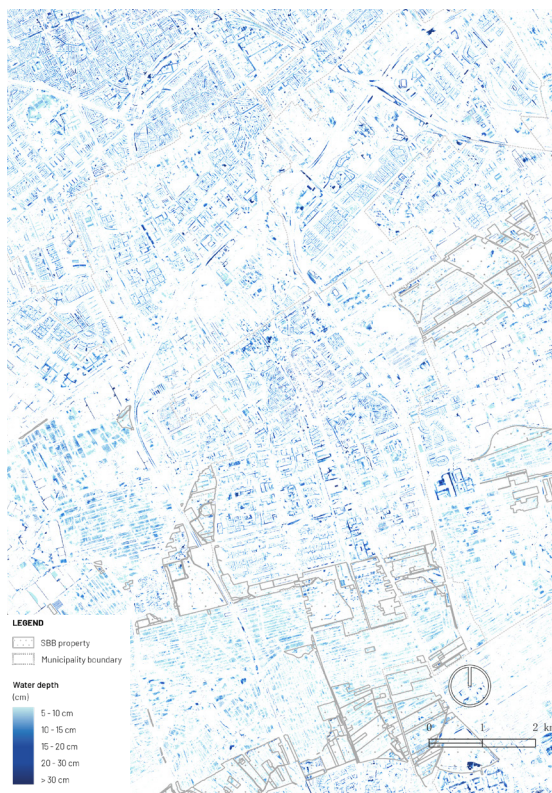 LEGEND
SBB property
Municipality boundary
Water depth
(cm)
5 - 10 cm
10 - 15 cm
15 - 20 cm
20 - 30 cm
> 30 cm
0 1 2 km